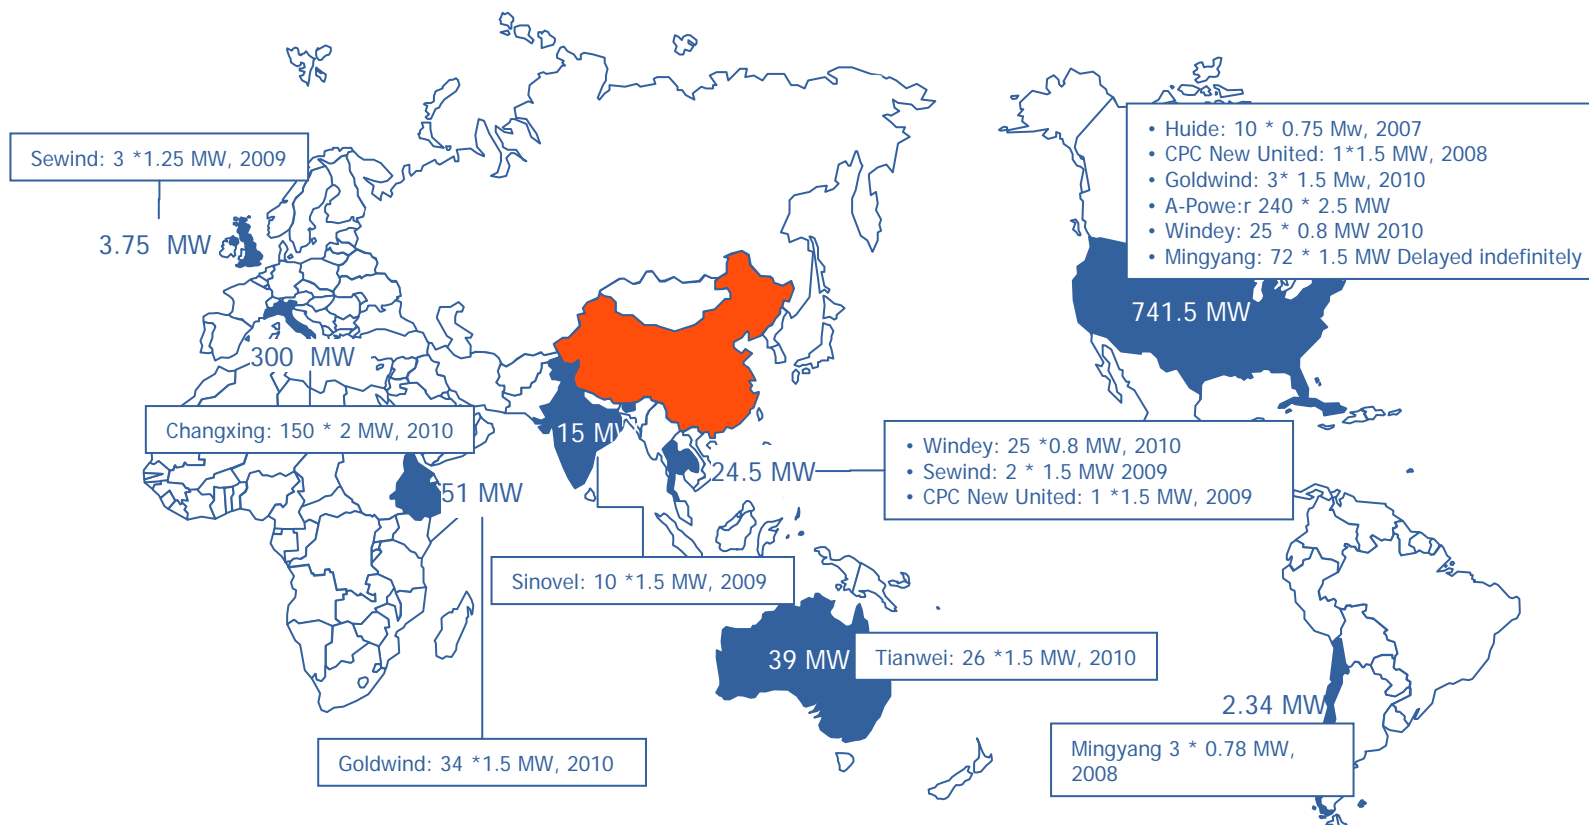 • Huide: 10 * 0.75 Mw, 2007
• CPC New United: 1*1.5 MW, 2008
• Goldwind: 3* 1.5 Mw, 2010
• A-Powe:r 240 * 2.5 MW
• Windey: 25 * 0.8 MW 2010
• Mingyang: 72 * 1.5 MW Delayed indefinitely
Sewind: 3 *1.25 MW, 2009
3.75 MW
741.5 MW
300 MW
Changxing: 150 * 2 MW, 2010
15 MW
24.5 MW
• Windey: 25 *0.8 MW, 2010
• Sewind: 2 * 1.5 MW 2009
• CPC New United: 1 *1.5 MW, 2009
51 MW
Sinovel: 10 *1.5 MW, 2009
39 MW
Tianwei: 26 *1.5 MW, 2010
2.34 MW
Goldwind: 34 *1.5 MW, 2010
Mingyang 3 * 0.78 MW,
2008